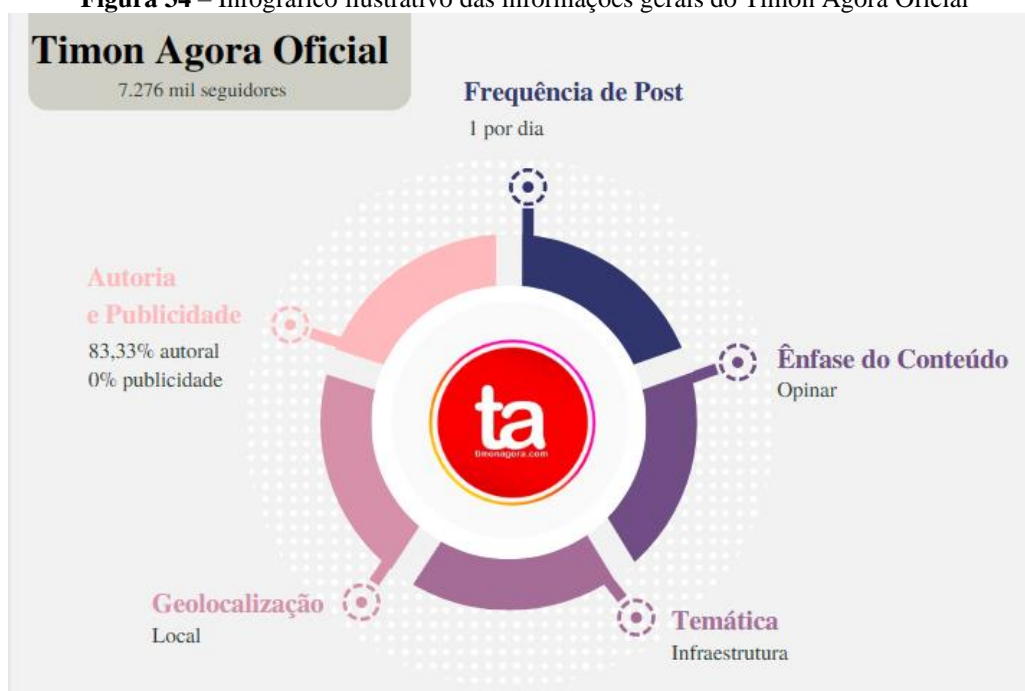 Figura 54 – Infográfico ilustrativo das informações gerais do Timon Agora Oficial
Timon Agora Oficial
7.276 mil seguidores
Frequência de Post
1 por dia
Autoria
e Publicidade
83,33% autoral
0% publicidade
Ênfase do Conteúdo
Opinar
ta
timonagora.com
Geolocalização
Local
Temática
Infraestrutura